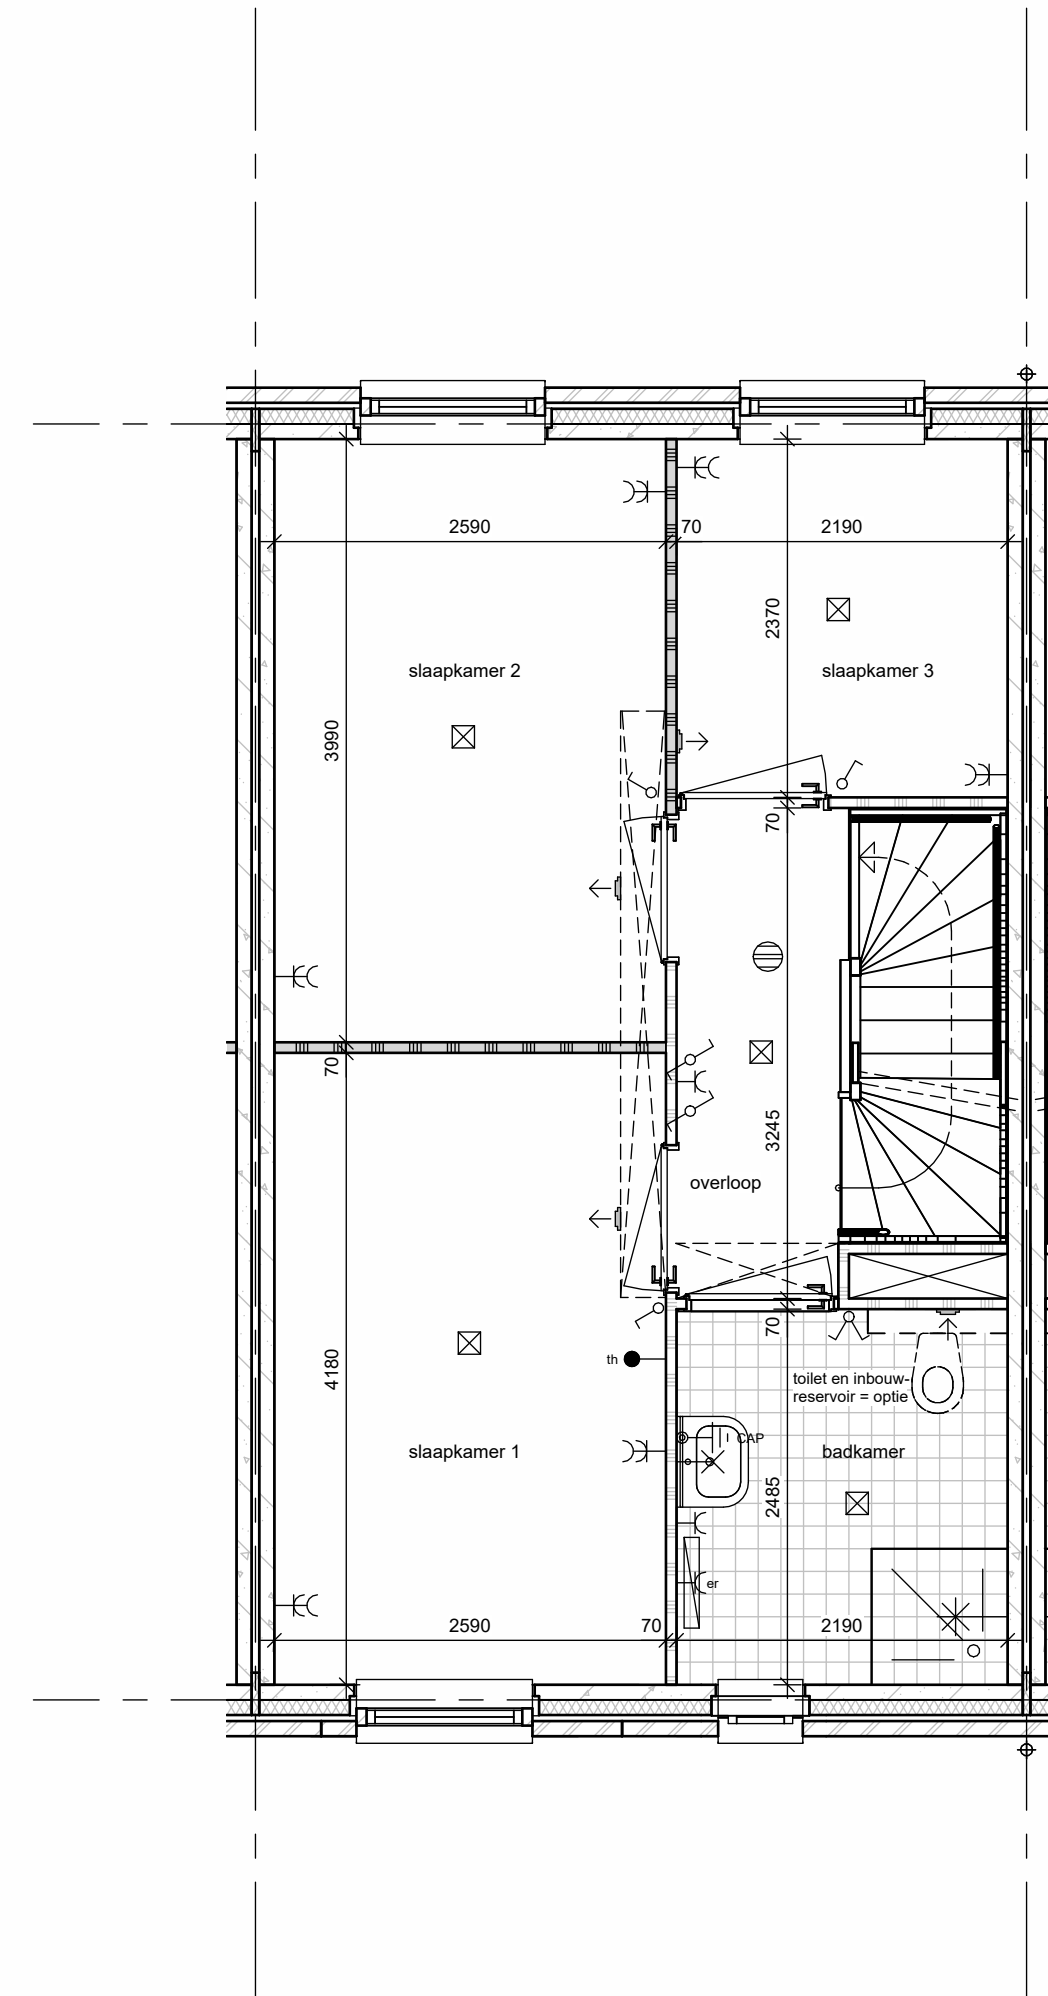 2590
70
2190
2370
slaapkamer 2
slaapkamer 3
3990
70
70
3245
overloop
70
th
4180
toilet en inbouw-
reservoir = optie
CAP
slaapkamer 1
badkamer
2485
er
2590
70
2190